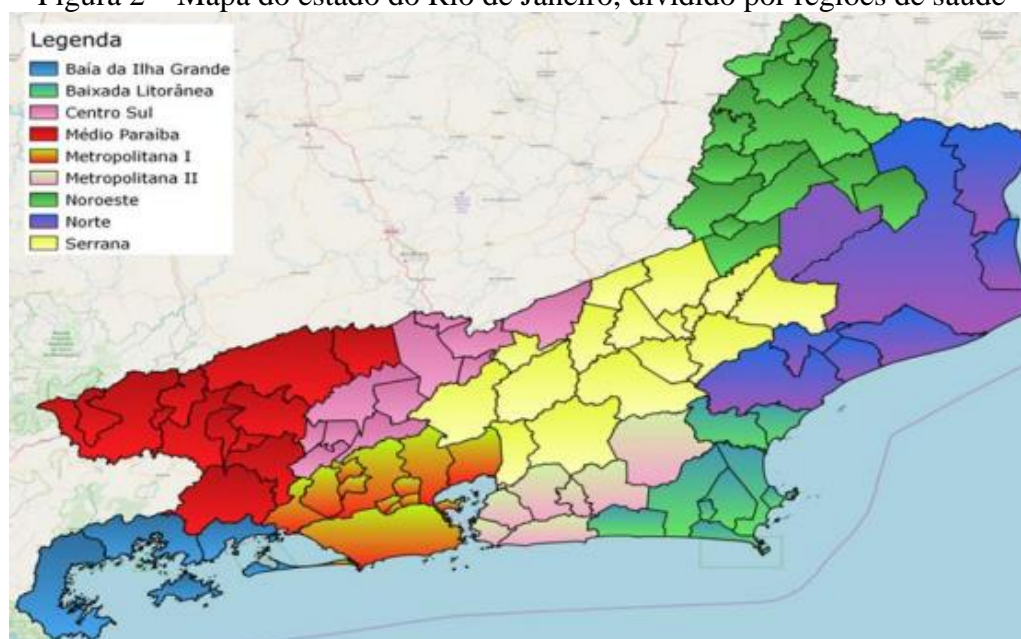 Figura 2 – Mapa do estado do Rio de Janeiro, dividido por regiões de saúde
Legenda
Baía da Ilha Grande
Baixada Litorânea
Centro Sul
Médio Paraíba
Metropolitana I
Metropolitana II
Noroeste
Norte
Serrana